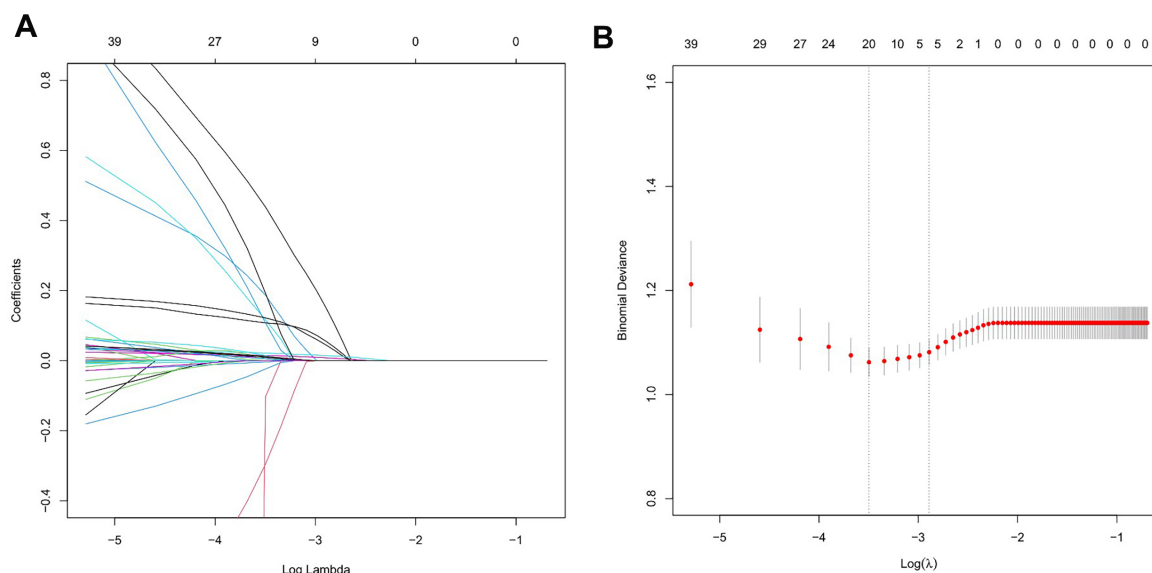 A
39 27 9 0 0
0.8
0.6
0.4
0.2
0.0
−0.2
−0.4
Coefficients
−5 −4 −3 −2 −1
Log Lambda
B
39 29 27 24 20 10 5 5 2 1 0 0 0 0 0 0 0 0
1.6
1.4
1.2
1.0
0.8
Binomial Deviance
−5 −4 −3 −2 −1
Log(λ)